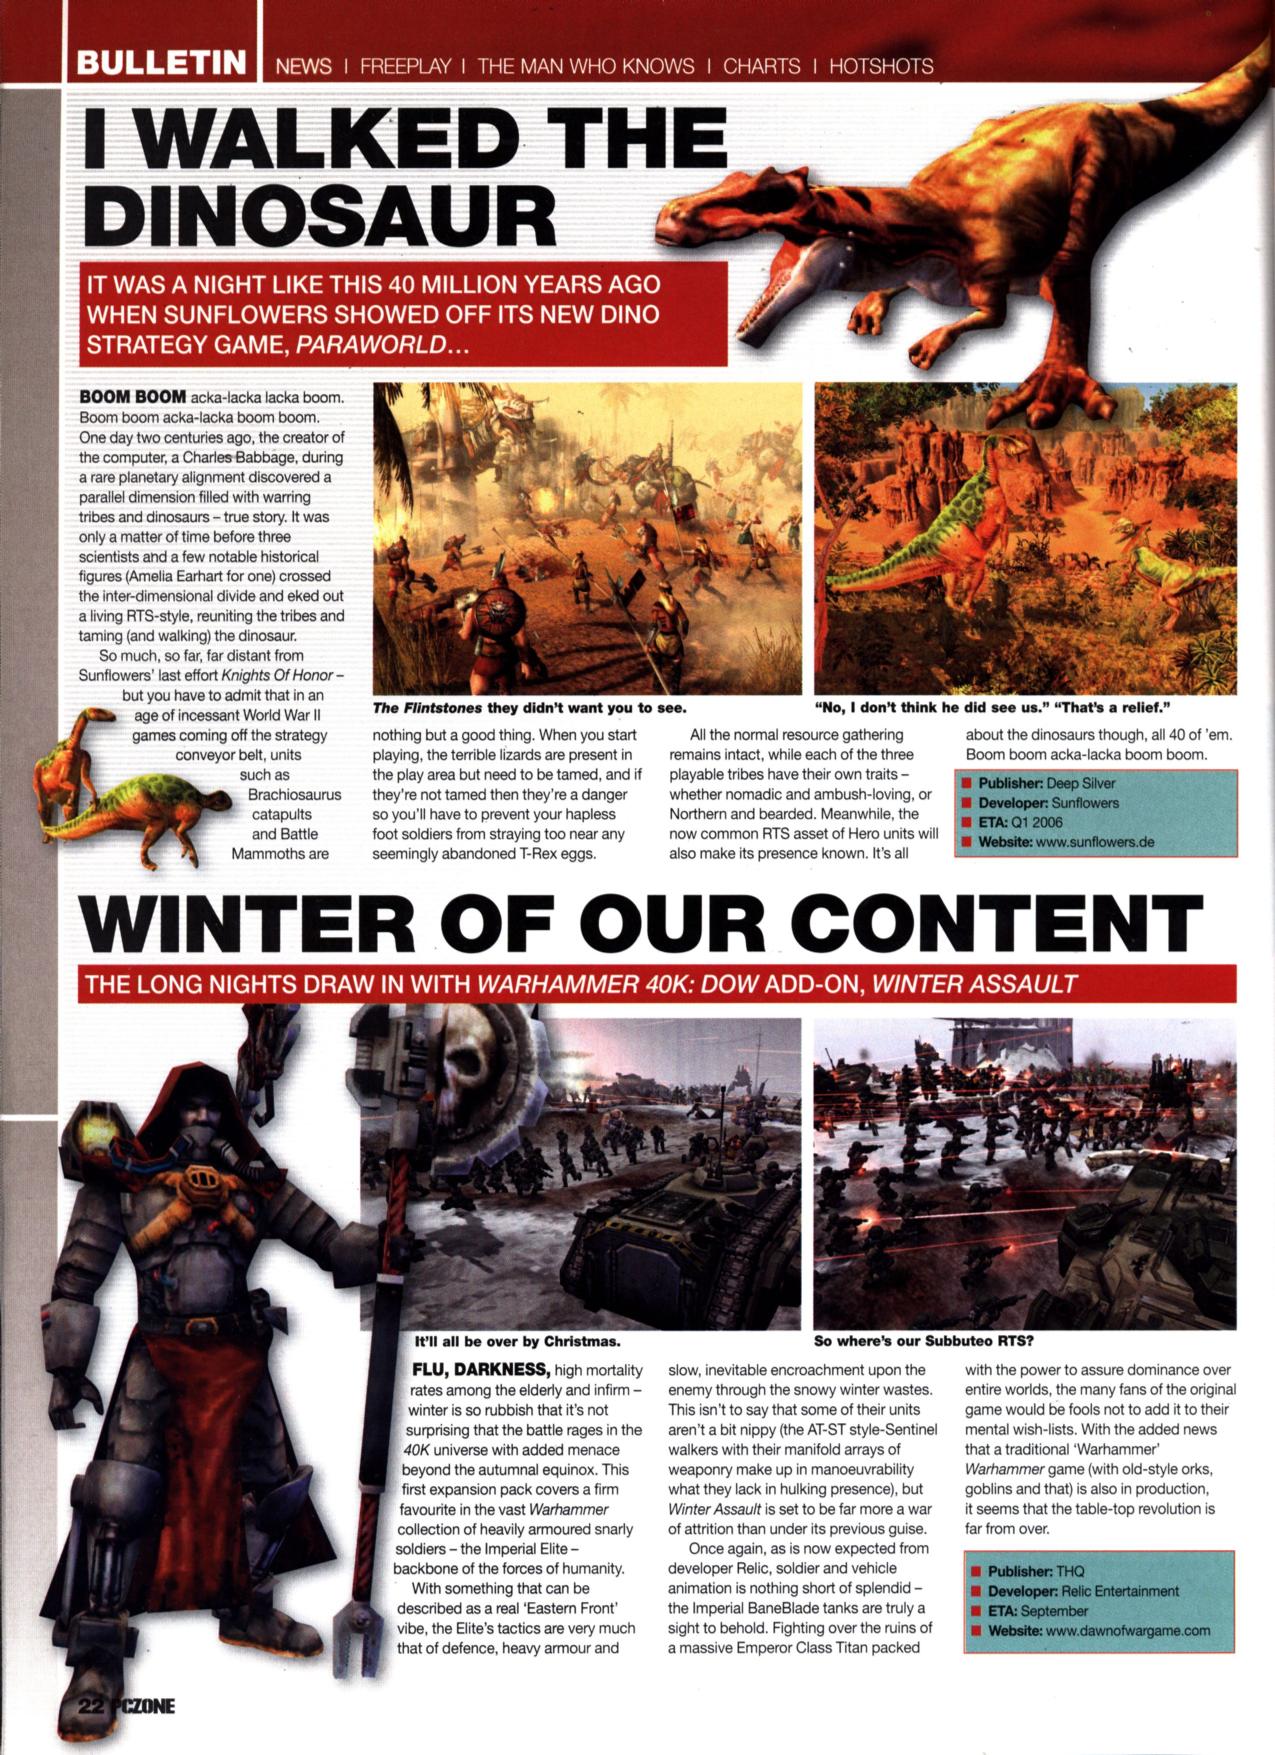 BULLETIN
NEWS | FREEPLAY | THE MAN WHO KNOWS | CHARTS | HOTSHOTS
I WALKED THE
DINOSAUR
IT WAS A NIGHT LIKE THIS 40 MILLION YEARS AGO
WHEN SUNFLOWERS SHOWED OFF ITS NEW DINO
STRATEGY GAME, PARAWORLD...
BOOM BOOM acka-lacka lacka boom.
Boom boom acka-lacka boom boom.
One day two centuries ago, the creator of
the computer, a Charles Babbage, during
a rare planetary alignment discovered a
parallel dimension filled with warring
tribes and dinosaurs – true story. It was
only a matter of time before three
scientists and a few notable historical
figures (Amelia Earhart for one) crossed
the inter-dimensional divide and eked out
a living RTS-style, reuniting the tribes and
taming (and walking) the dinosaur.
So much, so far, far distant from
Sunflowers' last effort Knights Of Honor –
but you have to admit that in an
age of incessant World War II
games coming off the strategy
conveyor belt, units
such as
Brachiosaurus
catapults
and Battle
Mammoths are
The Flintstones they didn't want you to see.
nothing but a good thing. When you start
playing, the terrible lizards are present in
the play area but need to be tamed, and if
they're not tamed then they're a danger
so you'll have to prevent your hapless
foot soldiers from straying too near any
seemingly abandoned T-Rex eggs.
All the normal resource gathering
remains intact, while each of the three
playable tribes have their own traits –
whether nomadic and ambush-loving, or
Northern and bearded. Meanwhile, the
now common RTS asset of Hero units will
also make its presence known. It's all
"No, I don't think he did see us." "That's a relief."
about the dinosaurs though, all 40 of 'em.
Boom boom acka-lacka boom boom.
Publisher: Deep Silver
Developer: Sunflowers
ETA: Q1 2006
Website: www.sunflowers.de
WINTER OF OUR CONTENT
THE LONG NIGHTS DRAW IN WITH WARHAMMER 40K: DOW ADD-ON, WINTER ASSAULT
It'll all be over by Christmas.
So where's our Subbuteo RTS?
FLU, DARKNESS, high mortality
rates among the elderly and infirm –
winter is so rubbish that it's not
surprising that the battle rages in the
40K universe with added menace
beyond the autumnal equinox. This
first expansion pack covers a firm
favourite in the vast Warhammer
collection of heavily armoured snarly
soldiers – the Imperial Elite –
backbone of the forces of humanity.
With something that can be
described as a real 'Eastern Front'
vibe, the Elite's tactics are very much
that of defence, heavy armour and
slow, inevitable encroachment upon the
enemy through the snowy winter wastes.
This isn't to say that some of their units
aren't a bit nippy (the AT-ST style-Sentinel
walkers with their manifold arrays of
weaponry make up in manoeuvrability
what they lack in hulking presence), but
Winter Assault is set to be far more a war
of attrition than under its previous guise.
Once again, as is now expected from
developer Relic, soldier and vehicle
animation is nothing short of splendid –
the Imperial BaneBlade tanks are truly a
sight to behold. Fighting over the ruins of
a massive Emperor Class Titan packed
with the power to assure dominance over
entire worlds, the many fans of the original
game would be fools not to add it to their
mental wish-lists. With the added news
that a traditional 'Warhammer'
Warhammer game (with old-style orks,
goblins and that) is also in production,
it seems that the table-top revolution is
far from over.
Publisher: THQ
Developer: Relic Entertainment
ETA: September
Website: www.dawnofwargame.com
22 PCZONE